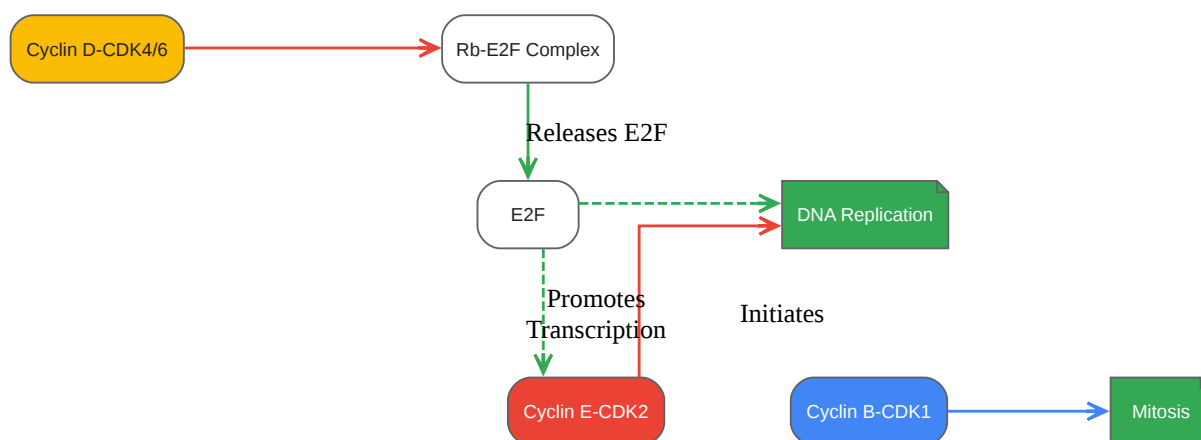 Cyclin D-CDK4/6
Rb-E2F Complex
Releases E2F
E2F
DNA Replication
Promotes
Transcription
Initiates
Cyclin E-CDK2
Cyclin B-CDK1
Mitosis